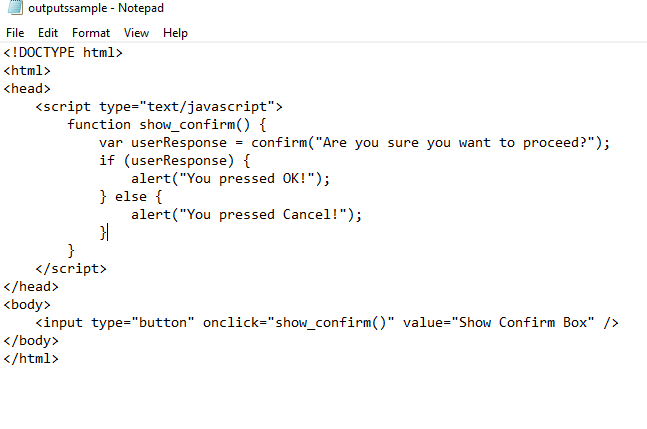 outputssample - Notepad
File Edit Format View Help
<!DOCTYPE html>
<html>
<head>
    <script type="text/javascript">
        function show_confirm() {
            var userResponse = confirm("Are you sure you want to proceed?");
            if (userResponse) {
                alert("You pressed OK!");
            } else {
                alert("You pressed Cancel!");
            }
        }
    </script>
</head>
<body>
    <input type="button" onclick="show_confirm()" value="Show Confirm Box" />
</body>
</html>